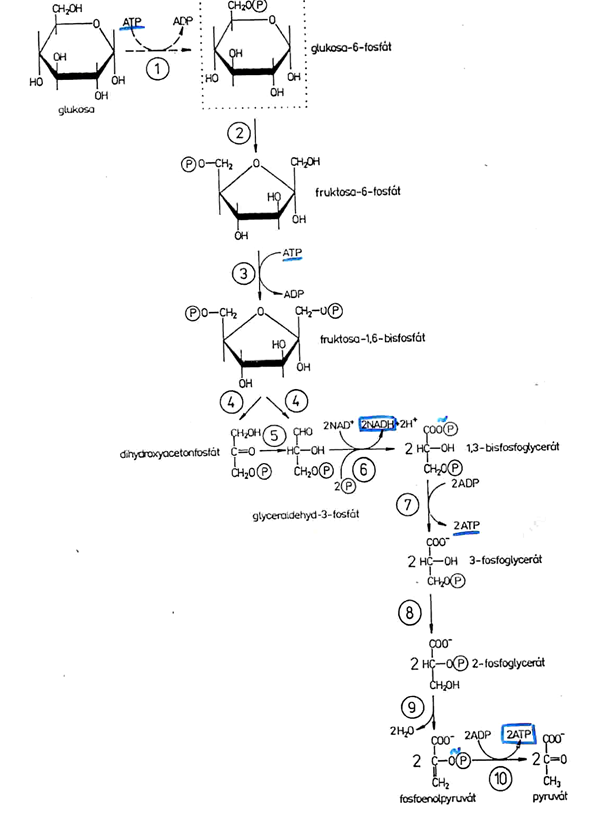 CH₂OH
ATP
ADP
CH₂O(P)
1
OH
HO
OH
OH
glukosa
OH
HO
OH
OH
glukosa-6-fosfát
2
(P)O–CH₂
O
CH₂OH
HO
OH
OH
fruktosa-6-fosfát
3
ATP
ADP
(P)O–CH₂
O
CH₂–O(P)
HO
OH
OH
fruktosa-1,6-bisfosfát
4
4
dihydroxyacetonfosfát
CH₂OH
C=O
CH₂O(P)
5
CHO
HC–OH
CH₂O(P)
glyceraldehyd-3-fosfát
2NAD⁺
2NADH+2H⁺
2(P)
6
COO(P)
2 HC–OH
CH₂O(P)
1,3-bisfosfoglycerát
7
2ADP
2ATP
COO⁻
2 HC–OH
CH₂O(P)
3-fosfoglycerát
8
COO⁻
2 HC–O(P)
CH₂OH
2-fosfoglycerát
9
2H₂O
COO⁻
2 C–O(P)
CH₂
fosfoenolpyruvát
2ADP
2ATP
10
COO⁻
2 C=O
CH₃
pyruvát